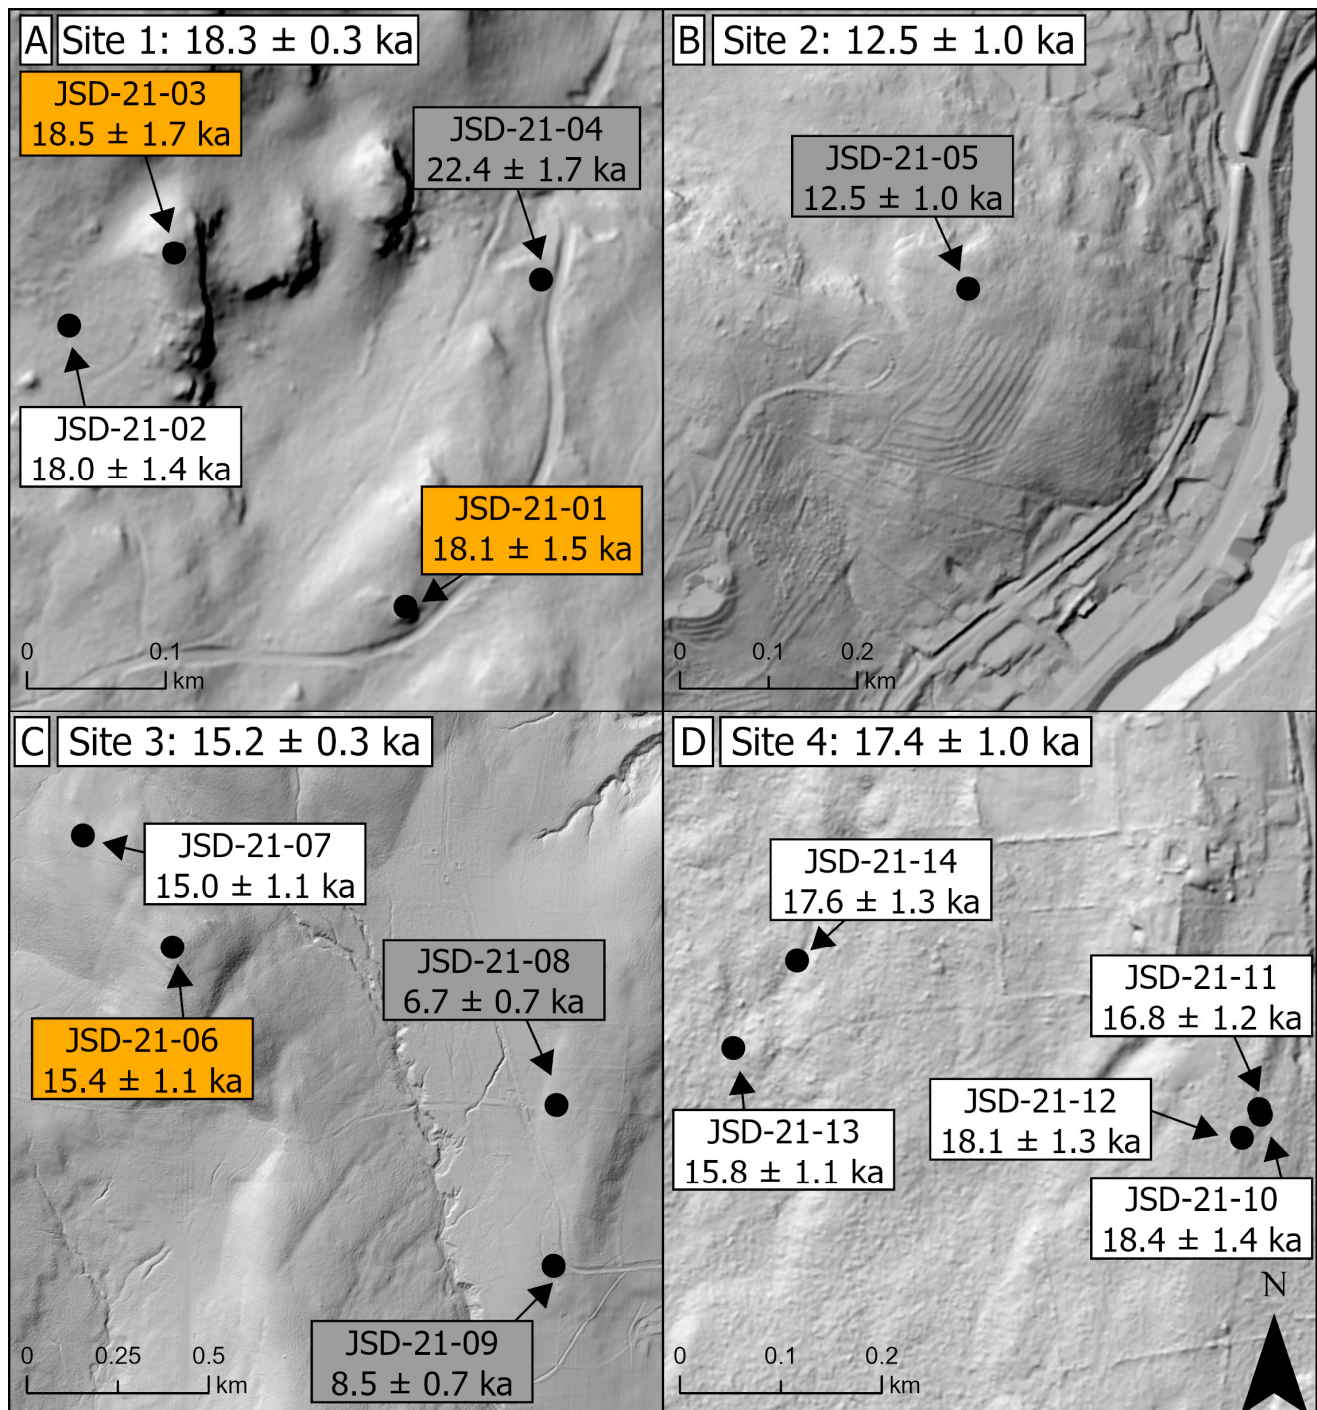 A Site 1: 18.3 ± 0.3 ka
JSD-21-03
18.5 ± 1.7 ka
JSD-21-04
22.4 ± 1.7 ka
JSD-21-02
18.0 ± 1.4 ka
JSD-21-01
18.1 ± 1.5 ka
0 0.1
km
B Site 2: 12.5 ± 1.0 ka
JSD-21-05
12.5 ± 1.0 ka
0 0.1 0.2
km
C Site 3: 15.2 ± 0.3 ka
JSD-21-07
15.0 ± 1.1 ka
JSD-21-08
6.7 ± 0.7 ka
JSD-21-06
15.4 ± 1.1 ka
JSD-21-09
8.5 ± 0.7 ka
0 0.25 0.5
km
D Site 4: 17.4 ± 1.0 ka
JSD-21-14
17.6 ± 1.3 ka
JSD-21-11
16.8 ± 1.2 ka
JSD-21-12
18.1 ± 1.3 ka
JSD-21-13
15.8 ± 1.1 ka
JSD-21-10
18.4 ± 1.4 ka
N
0 0.1 0.2
km